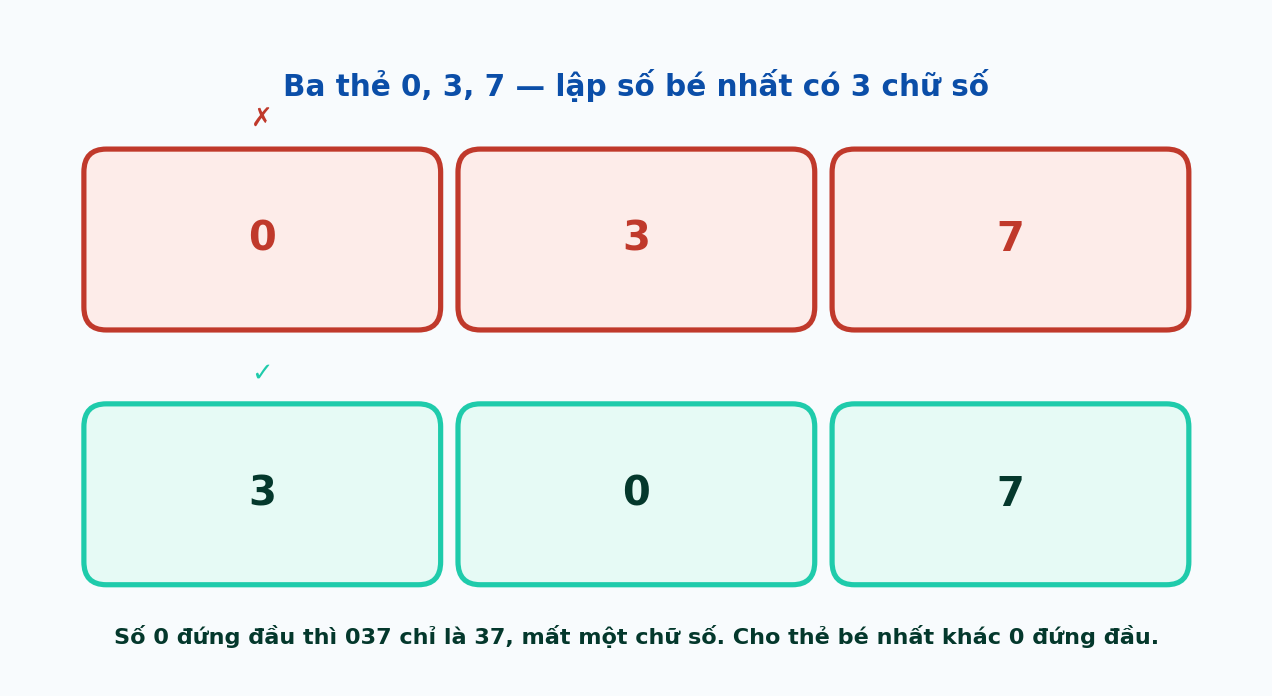 Ba thẻ 0, 3, 7 — lập số bé nhất có 3 chữ số
✗
0 3 7
✓
3 0 7
Số 0 đứng đầu thì 037 chỉ là 37, mất một chữ số. Cho thẻ bé nhất khác 0 đứng đầu.